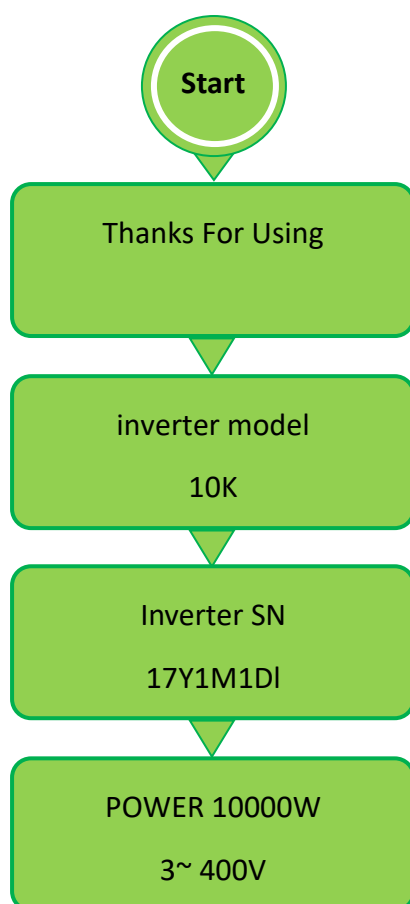 Start
Thanks For Using
inverter model
10K
Inverter SN
17Y1M1Dl
POWER 10000W
3~ 400V